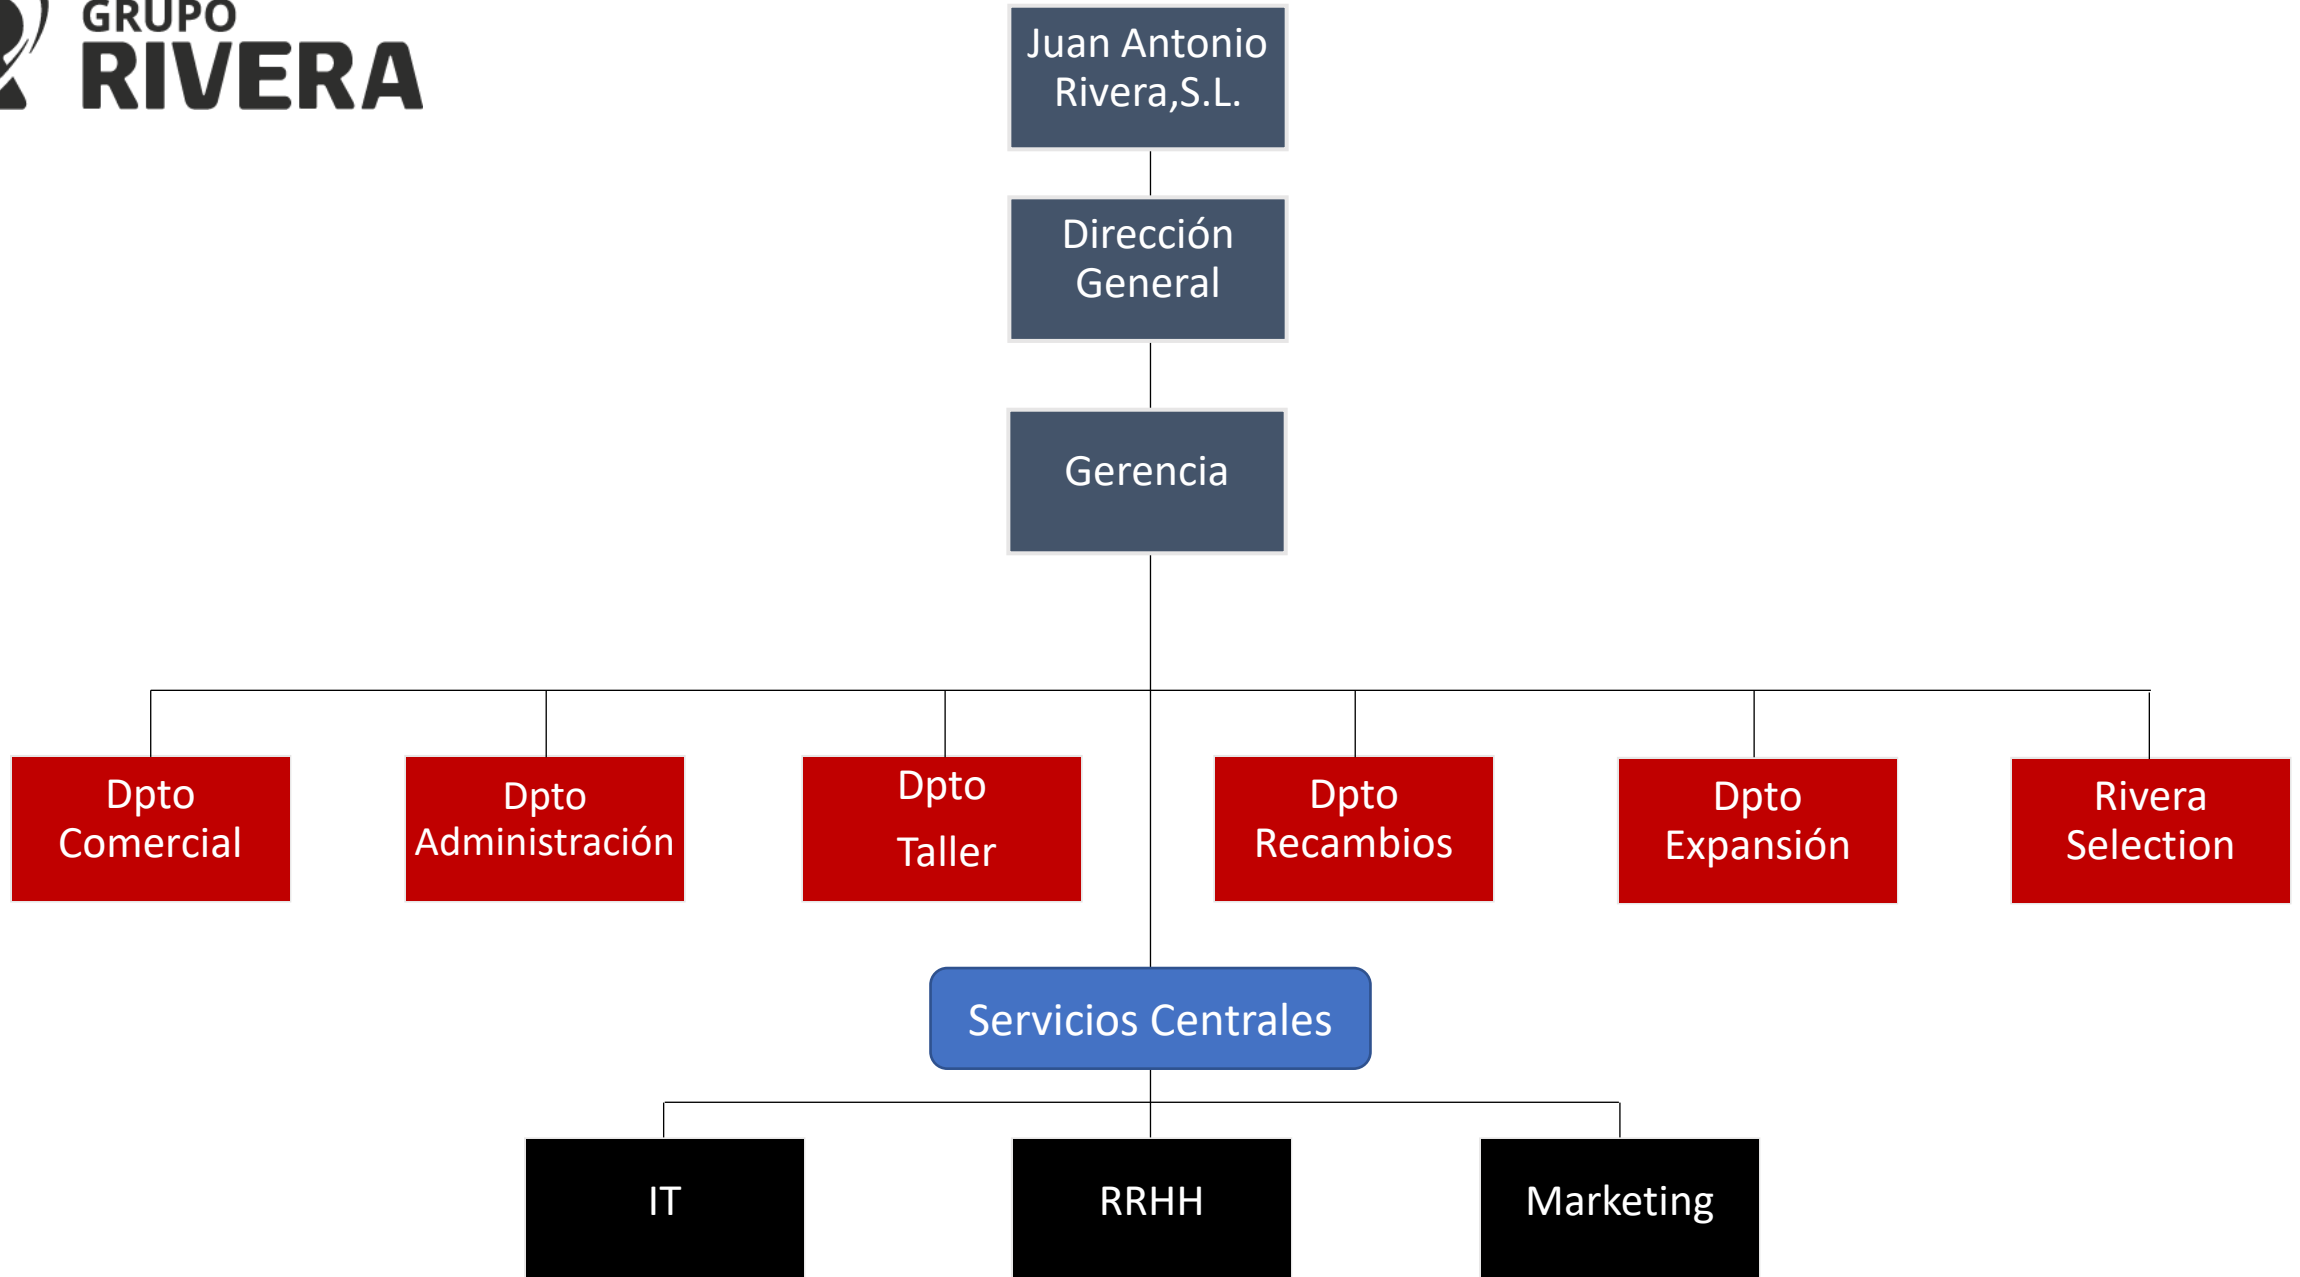 GRUPO
RIVERA
Juan Antonio
Rivera,S.L.
Dirección
General
Gerencia
Dpto
Comercial
Dpto
Administración
Dpto
Taller
Dpto
Recambios
Dpto
Expansión
Rivera
Selection
Servicios Centrales
IT
RRHH
Marketing